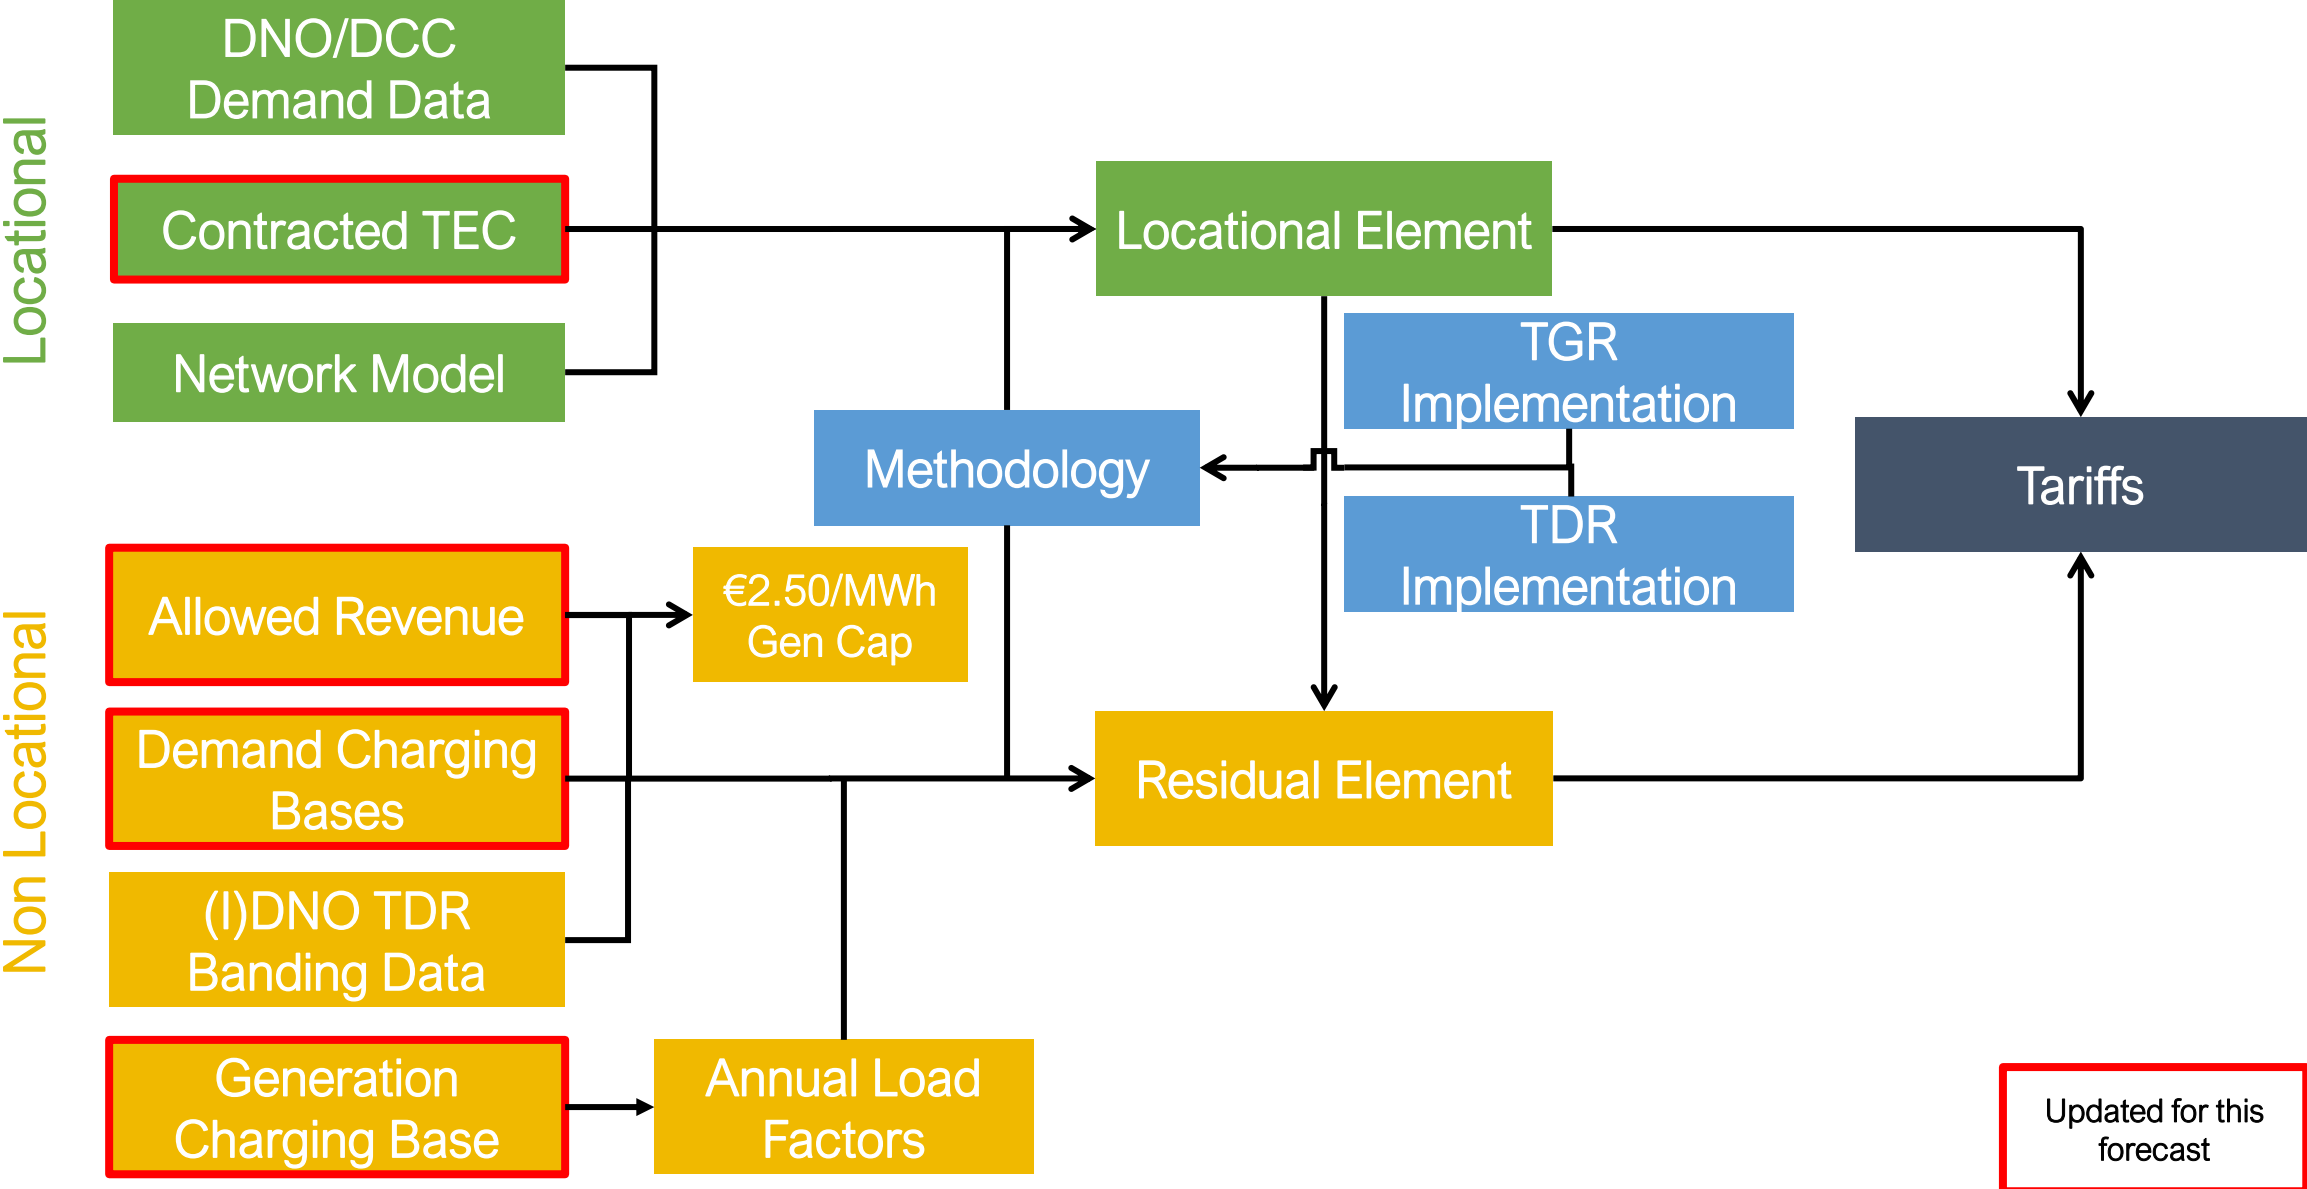 Locational
DNO/DCC
Demand Data
Contracted TEC
Network Model
Locational Element
TGR
Implementation
Methodology
TDR
Implementation
Tariffs
Non Locational
Allowed Revenue
€2.50/MWh
Gen Cap
Demand Charging
Bases
Residual Element
(I)DNO TDR
Banding Data
Generation
Charging Base
Annual Load
Factors
Updated for this
forecast